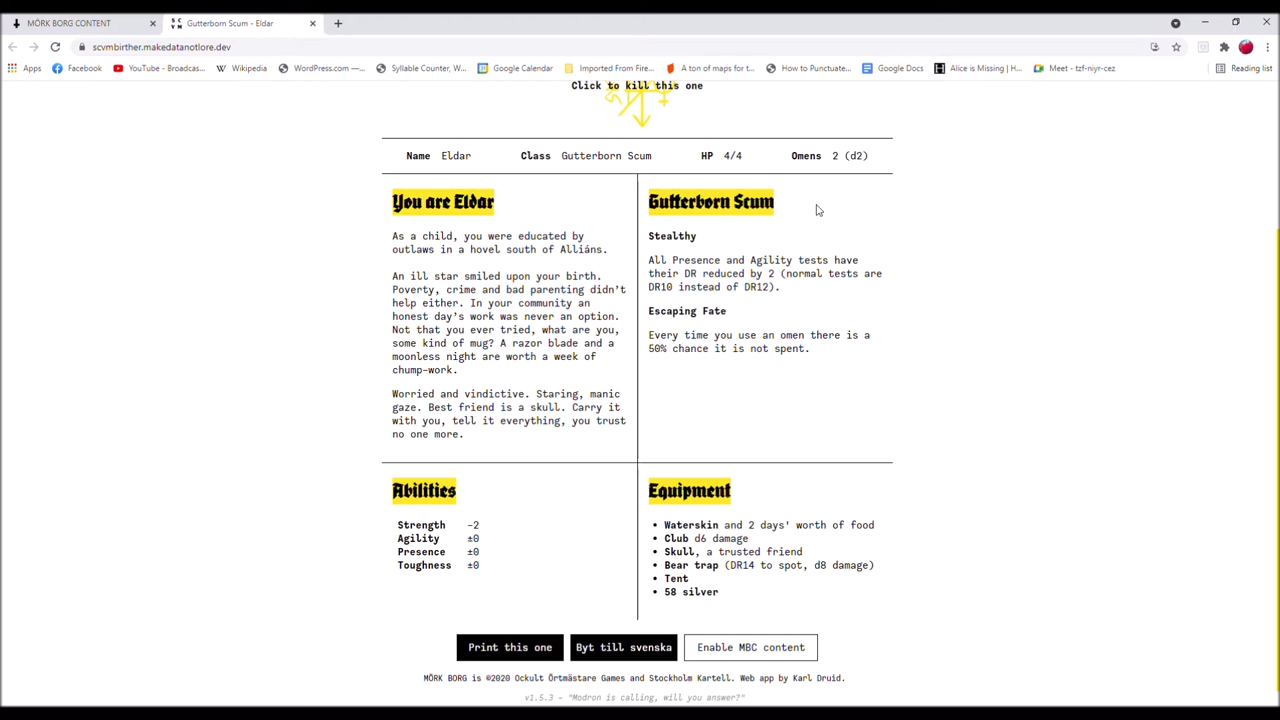 MÖRK BORG CONTENT
Gutterborn Scum - Eldar
scvmbirther.makedatanotlore.dev
Apps
Facebook
YouTube - Broadcas...
Wikipedia
WordPress.com —...
Syllable Counter, W...
Google Calendar
Imported From Fire...
A ton of maps for t...
How to Punctuate...
Google Docs
Alice is Missing | H...
Meet - tzf-niyr-cez
Reading list
Click to kill this one
Name Eldar Class Gutterborn Scum HP 4/4 Omens 2 (d2)
You are Eldar
As a child, you were educated by
outlaws in a hovel south of Alliáns.
An ill star smiled upon your birth.
Poverty, crime and bad parenting didn't
help either. In your community an
honest day's work was never an option.
Not that you ever tried, what are you,
some kind of mug? A razor blade and a
moonless night are worth a week of
chump-work.
Worried and vindictive. Staring, manic
gaze. Best friend is a skull. Carry it
with you, tell it everything, you trust
no one more.
Gutterborn Scum
Stealthy
All Presence and Agility tests have
their DR reduced by 2 (normal tests are
DR10 instead of DR12).
Escaping Fate
Every time you use an omen there is a
50% chance it is not spent.
Abilities
Strength -2
Agility ±0
Presence ±0
Toughness ±0
Equipment
• Waterskin and 2 days' worth of food
• Club d6 damage
• Skull, a trusted friend
• Bear trap (DR14 to spot, d8 damage)
• Tent
• 58 silver
Print this one
Byt till svenska
Enable MBC content
MÖRK BORG is ©2020 Ockult Örtmästare Games and Stockholm Kartell. Web app by Karl Druid.
v1.5.3 - "Modron is calling, will you answer?"